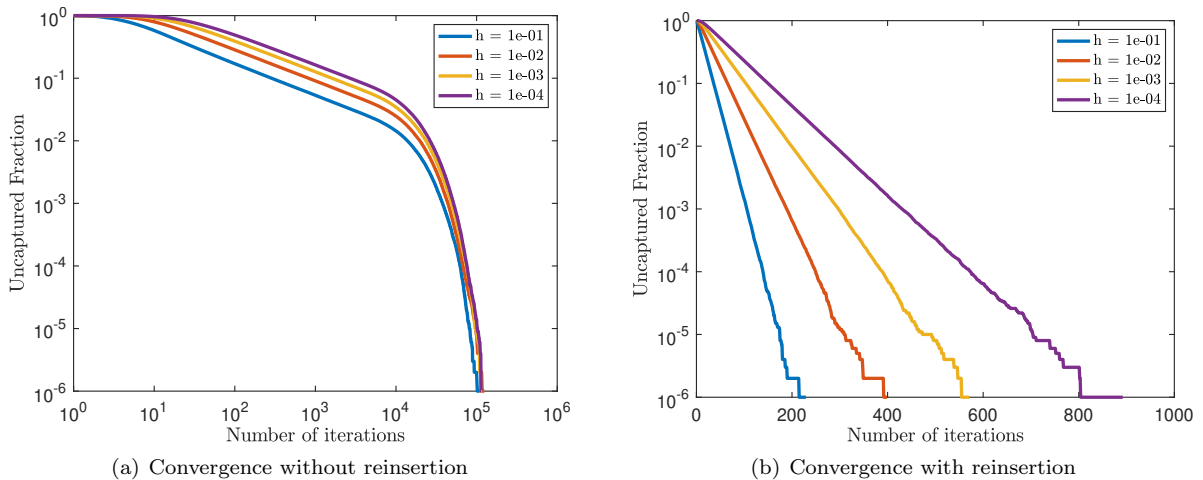 Uncaptured Fraction
10^0
10^-1
10^-2
10^-3
10^-4
10^-5
10^-6
h = 1e-01
h = 1e-02
h = 1e-03
h = 1e-04
10^0 10^1 10^2 10^3 10^4 10^5 10^6
Number of iterations
(a) Convergence without reinsertion
Uncaptured Fraction
10^0
10^-1
10^-2
10^-3
10^-4
10^-5
10^-6
h = 1e-01
h = 1e-02
h = 1e-03
h = 1e-04
0 200 400 600 800 1000
Number of iterations
(b) Convergence with reinsertion